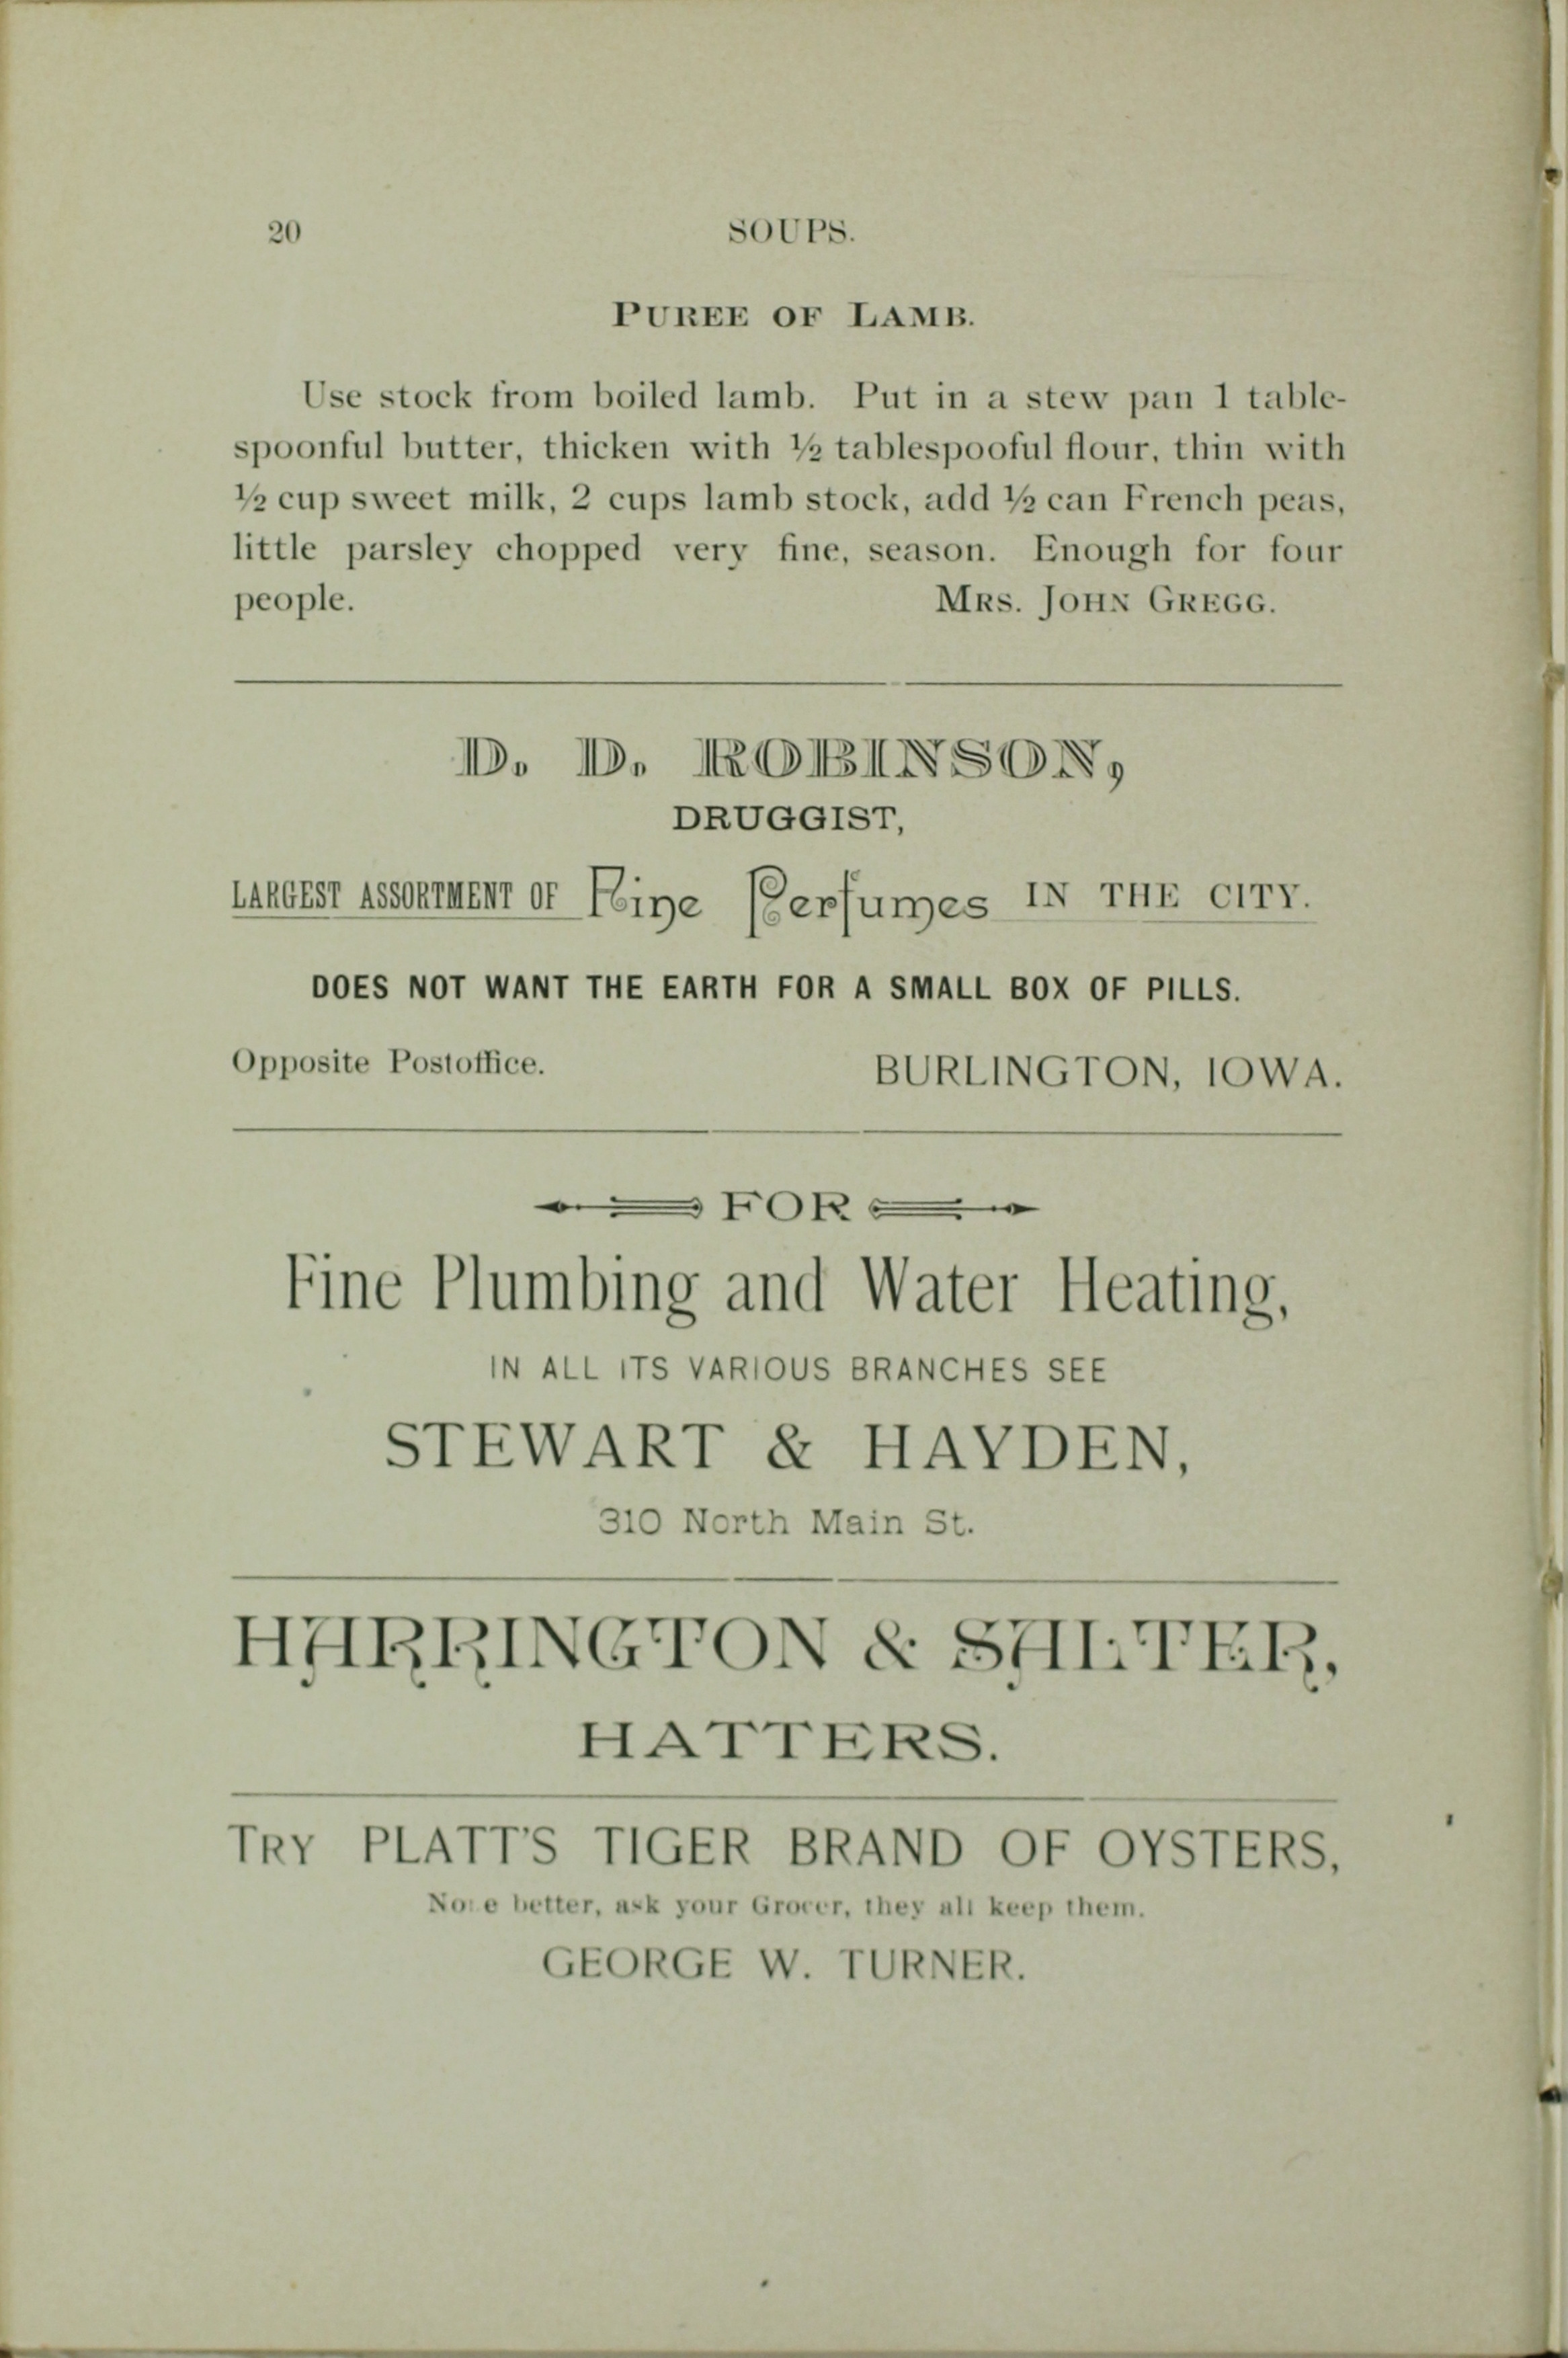 20
SOUPS.
PUREE OF LAMB.
Use stock from boiled lamb. Put in a stew pan 1 table-
spoonful butter, thicken with ½ tablespooful flour, thin with
½ cup sweet milk, 2 cups lamb stock, add ½ can French peas,
little parsley chopped very fine, season. Enough for four
people. MRS. JOHN GREGG.
D. D. ROBINSON,
DRUGGIST,
LARGEST ASSORTMENT OF Fine Perfumes IN THE CITY.
DOES NOT WANT THE EARTH FOR A SMALL BOX OF PILLS.
Opposite Postoffice. BURLINGTON, IOWA.
FOR
Fine Plumbing and Water Heating,
IN ALL ITS VARIOUS BRANCHES SEE
STEWART & HAYDEN,
310 North Main St.
HARRINGTON & SALTER,
HATTERS.
TRY PLATT'S TIGER BRAND OF OYSTERS,
None better, ask your Grocer, they all keep them.
GEORGE W. TURNER.